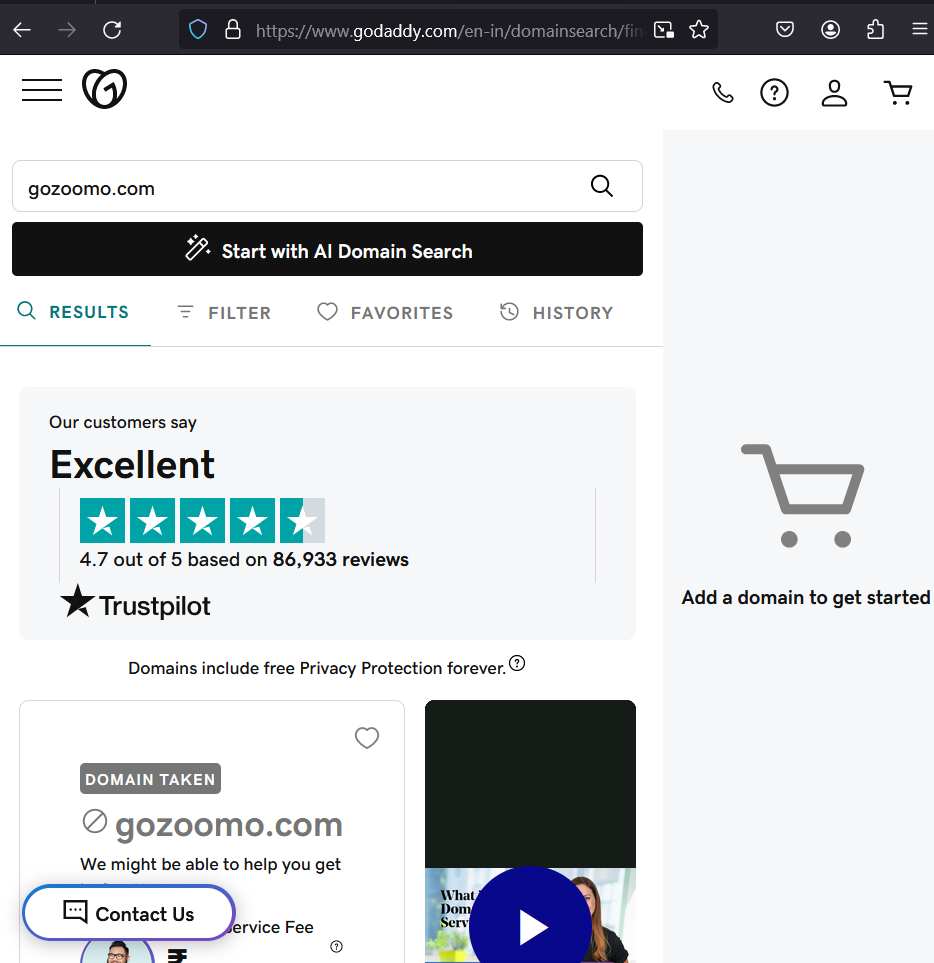 https://www.godaddy.com/en-in/domainsearch/fin
gozoomo.com
Start with AI Domain Search
RESULTS
FILTER
FAVORITES
HISTORY
Our customers say
Excellent
4.7 out of 5 based on 86,933 reviews
Trustpilot
Domains include free Privacy Protection forever.
Add a domain to get started
DOMAIN TAKEN
gozoomo.com
We might be able to help you get
Contact Us
Service Fee
₹
What
Dom
Serv